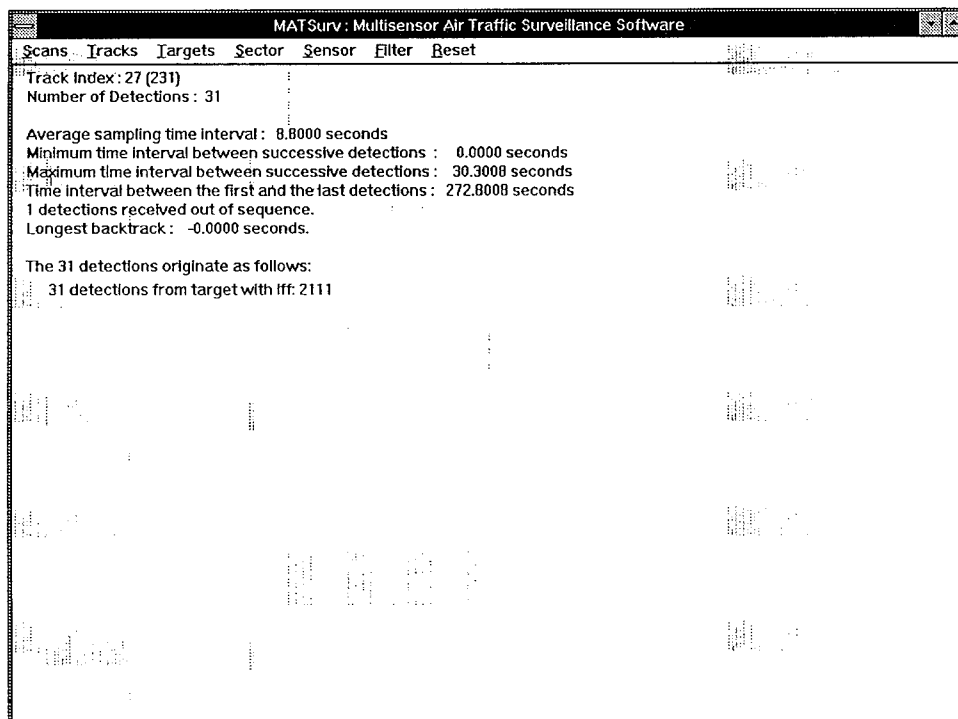 MATSurv : Multisensor Air Traffic Surveillance Software
Scans Tracks Targets Sector Sensor Filter Reset
Track Index : 27 (231)
Number of Detections : 31
Average sampling time interval : 8.8000 seconds
Minimum time interval between successive detections : 0.0000 seconds
Maximum time interval between successive detections : 30.3008 seconds
Time interval between the first and the last detections : 272.8008 seconds
1 detections received out of sequence.
Longest backtrack : -0.0000 seconds.
The 31 detections originate as follows:
31 detections from target with iff: 2111